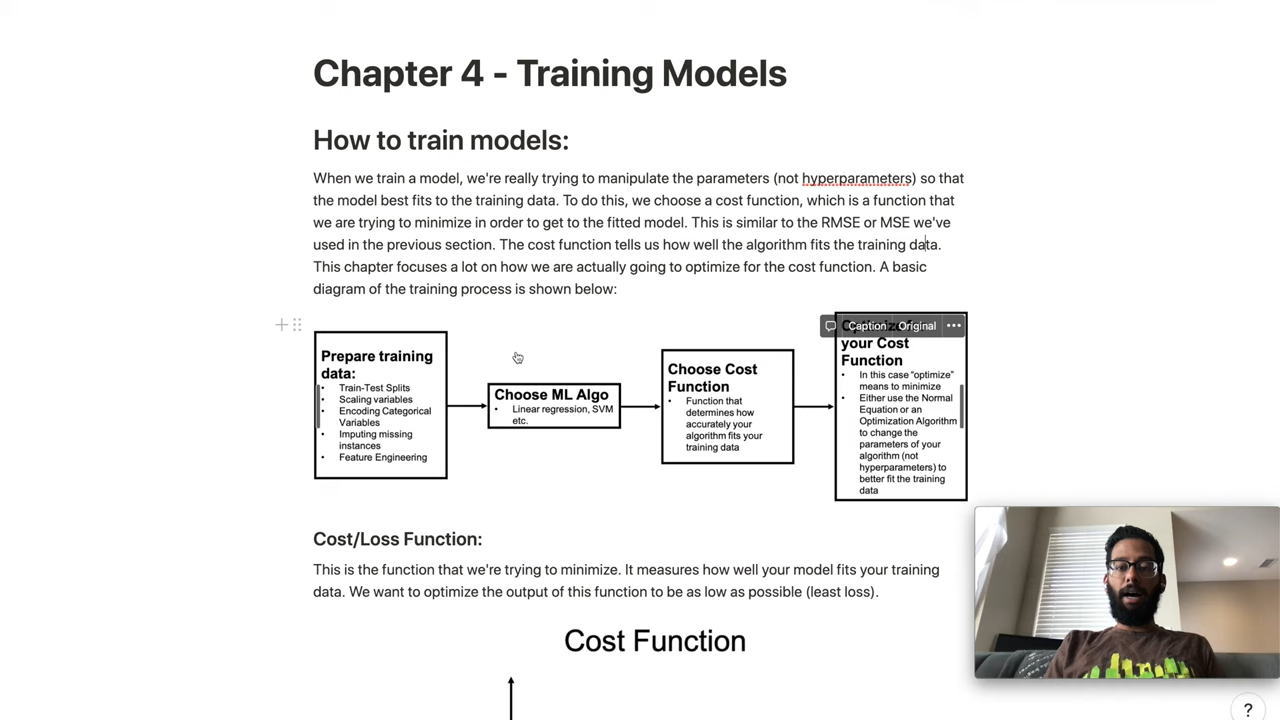 Chapter 4 - Training Models
How to train models:
When we train a model, we're really trying to manipulate the parameters (not hyperparameters) so that
the model best fits to the training data. To do this, we choose a cost function, which is a function that
we are trying to minimize in order to get to the fitted model. This is similar to the RMSE or MSE we've
used in the previous section. The cost function tells us how well the algorithm fits the training data.
This chapter focuses a lot on how we are actually going to optimize for the cost function. A basic
diagram of the training process is shown below:
Prepare training
data:
• Train-Test Splits
• Scaling variables
• Encoding Categorical
Variables
• Imputing missing
instances
• Feature Engineering
Choose ML Algo
• Linear regression, SVM
etc.
Choose Cost
Function
• Function that
determines how
accurately your
algorithm fits your
training data
Caption Original
your Cost
Function
• In this case “optimize”
means to minimize
• Either use the Normal
Equation or an
Optimization Algorithm
to change the
parameters of your
algorithm (not
hyperparameters) to
better fit the training
data
Cost/Loss Function:
This is the function that we're trying to minimize. It measures how well your model fits your training
data. We want to optimize the output of this function to be as low as possible (least loss).
Cost Function
?